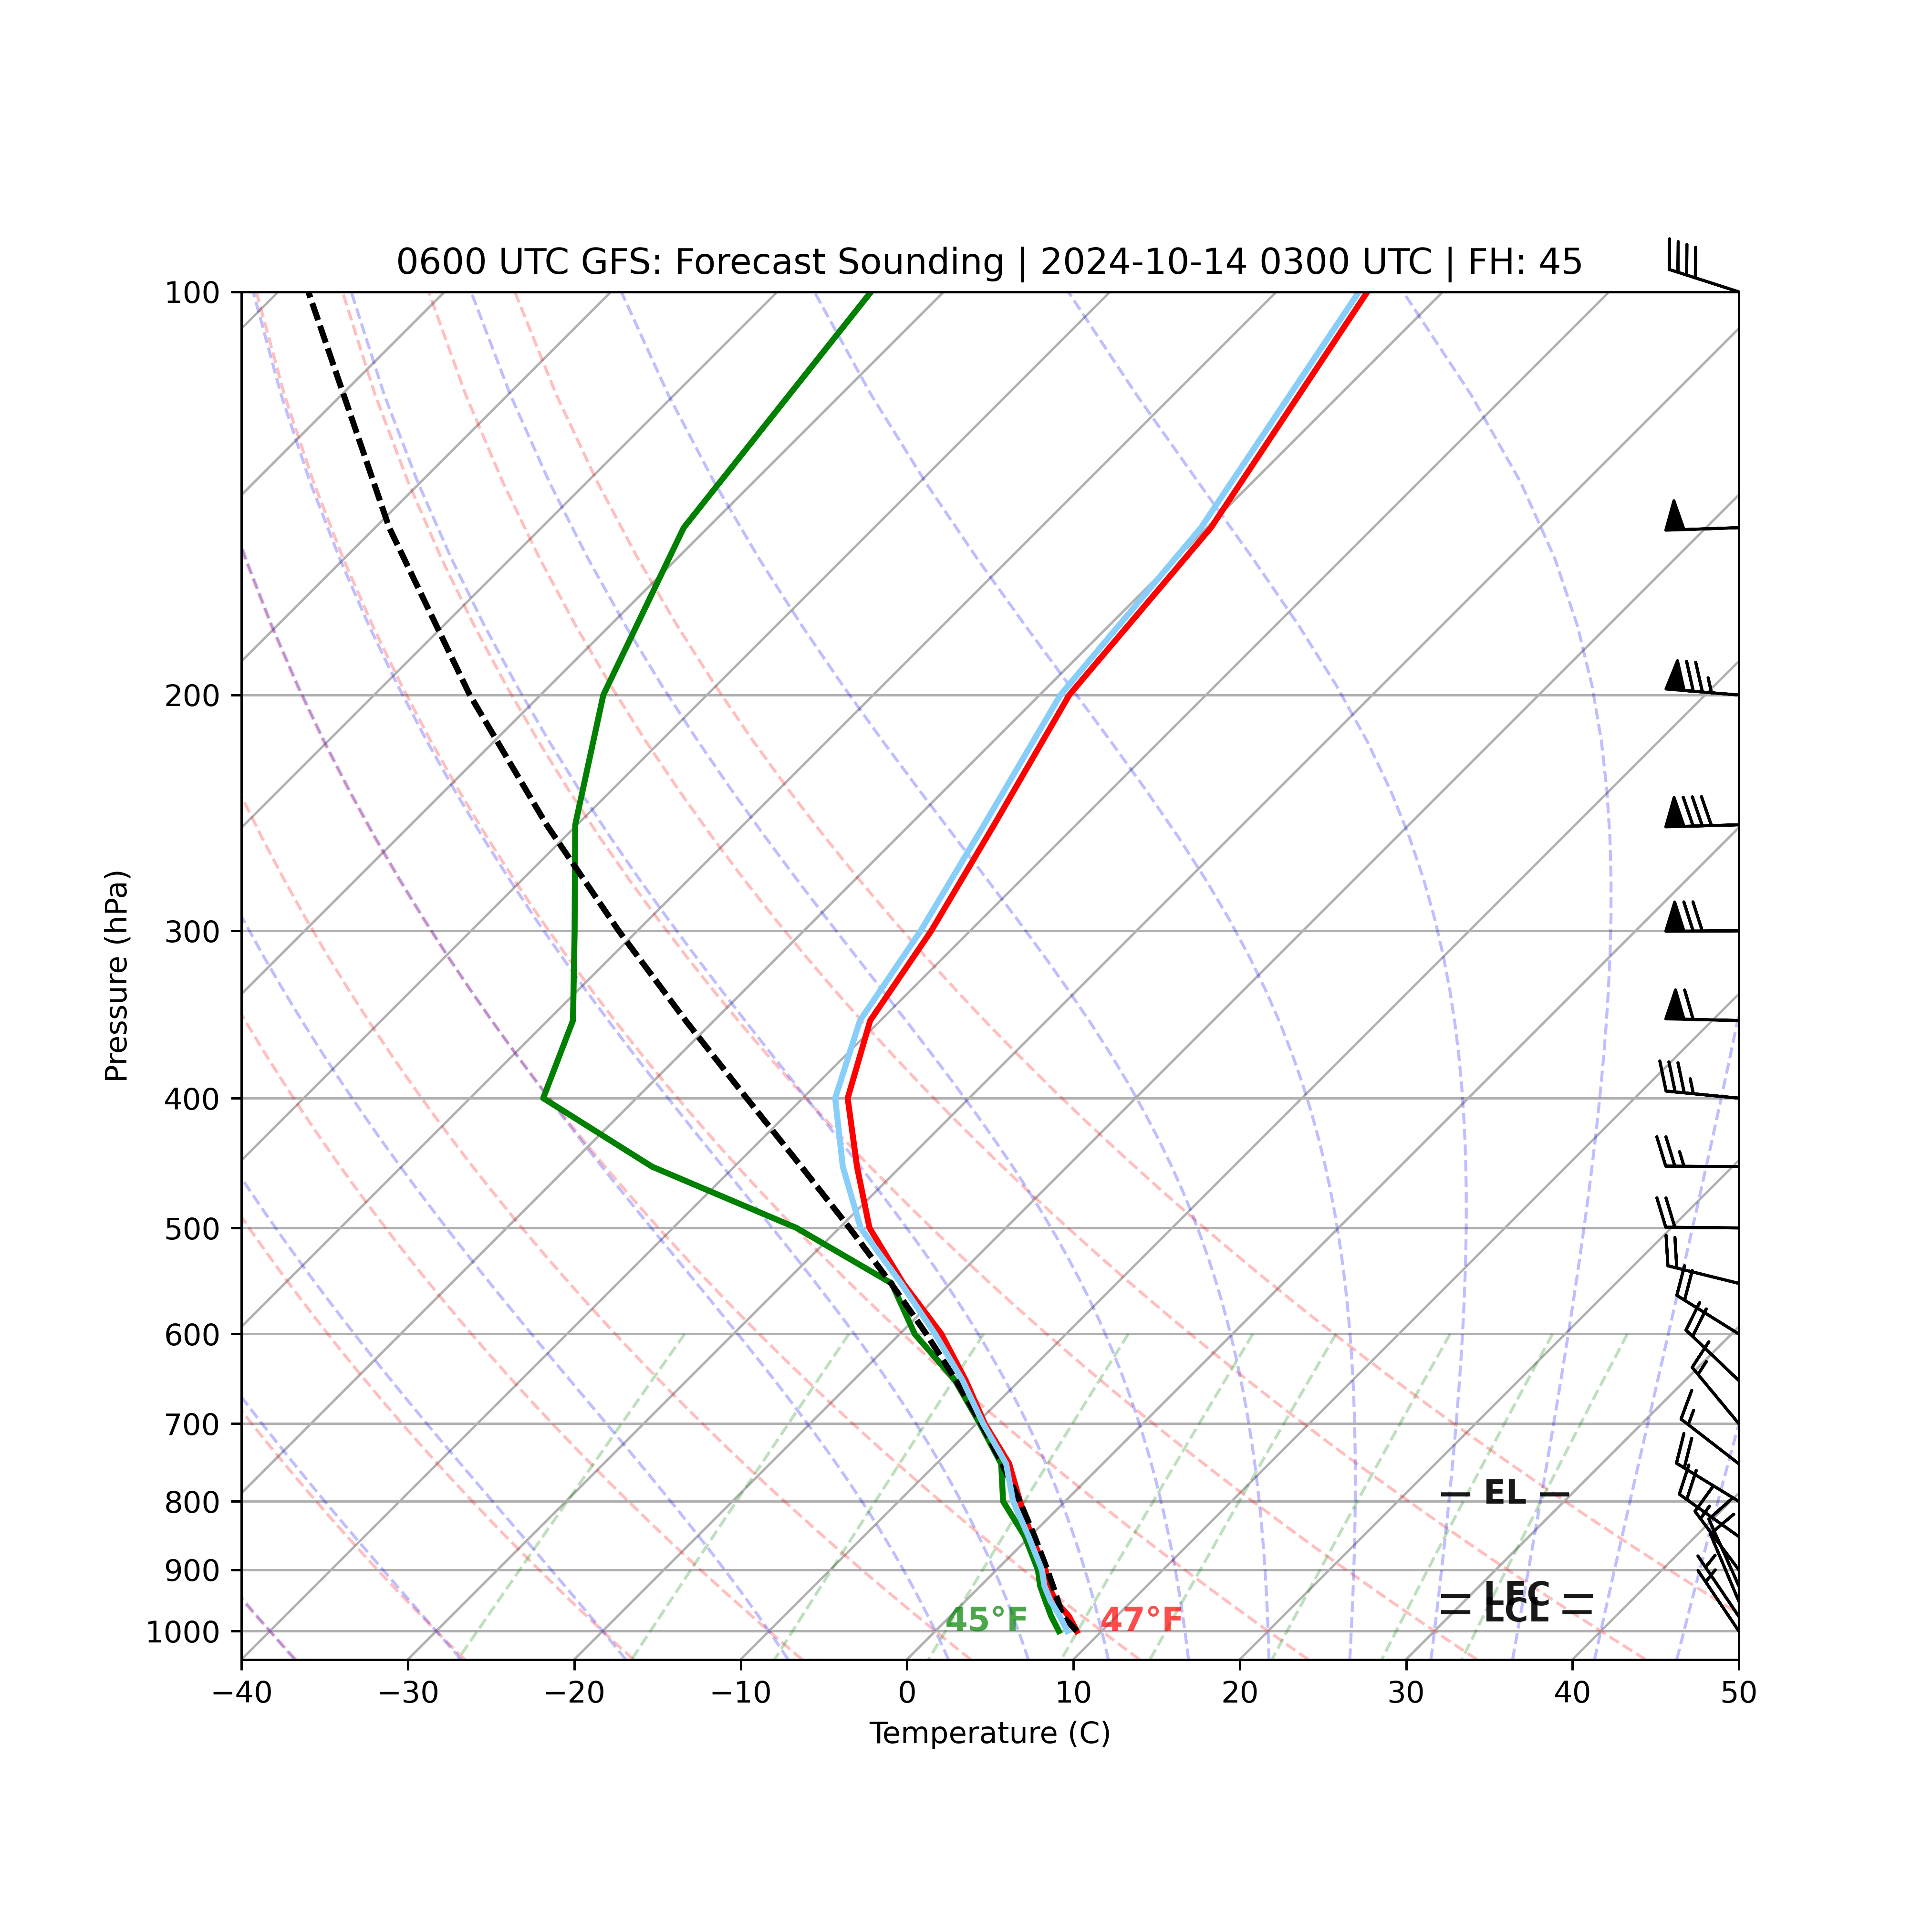 0600 UTC GFS: Forecast Sounding | 2024-10-14 0300 UTC | FH: 45
100
200
300
400
500
600
700
800
900
1000
Pressure (hPa)
— EL —
— LFC —
— LCL —
45°F
47°F
−40 −30 −20 −10 0 10 20 30 40 50
Temperature (C)